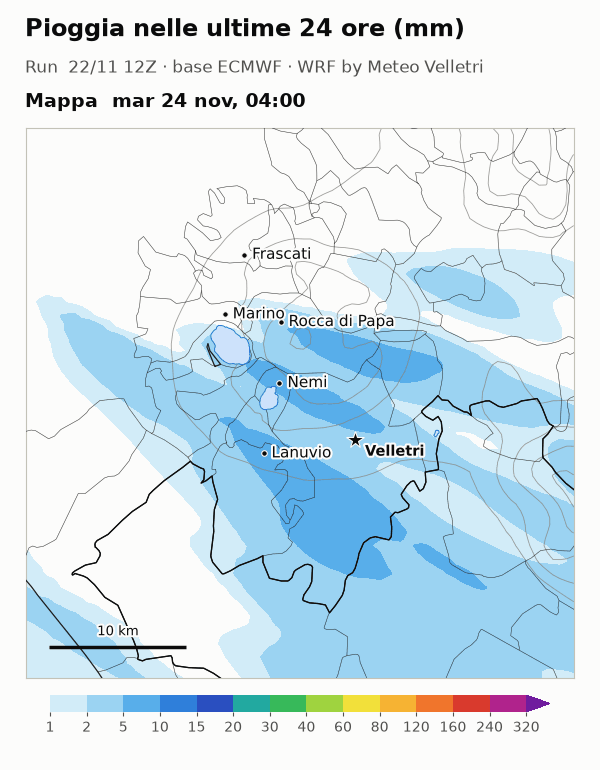 Pioggia nelle ultime 24 ore (mm)
Run  22/11 12Z · base ECMWF · WRF by Meteo Velletri
Mappa  mar 24 nov, 04:00
Frascati
Marino
Rocca di Papa
Nemi
Velletri
Lanuvio
10 km
1 2 5 10 15 20 30 40 60 80 120 160 240 320